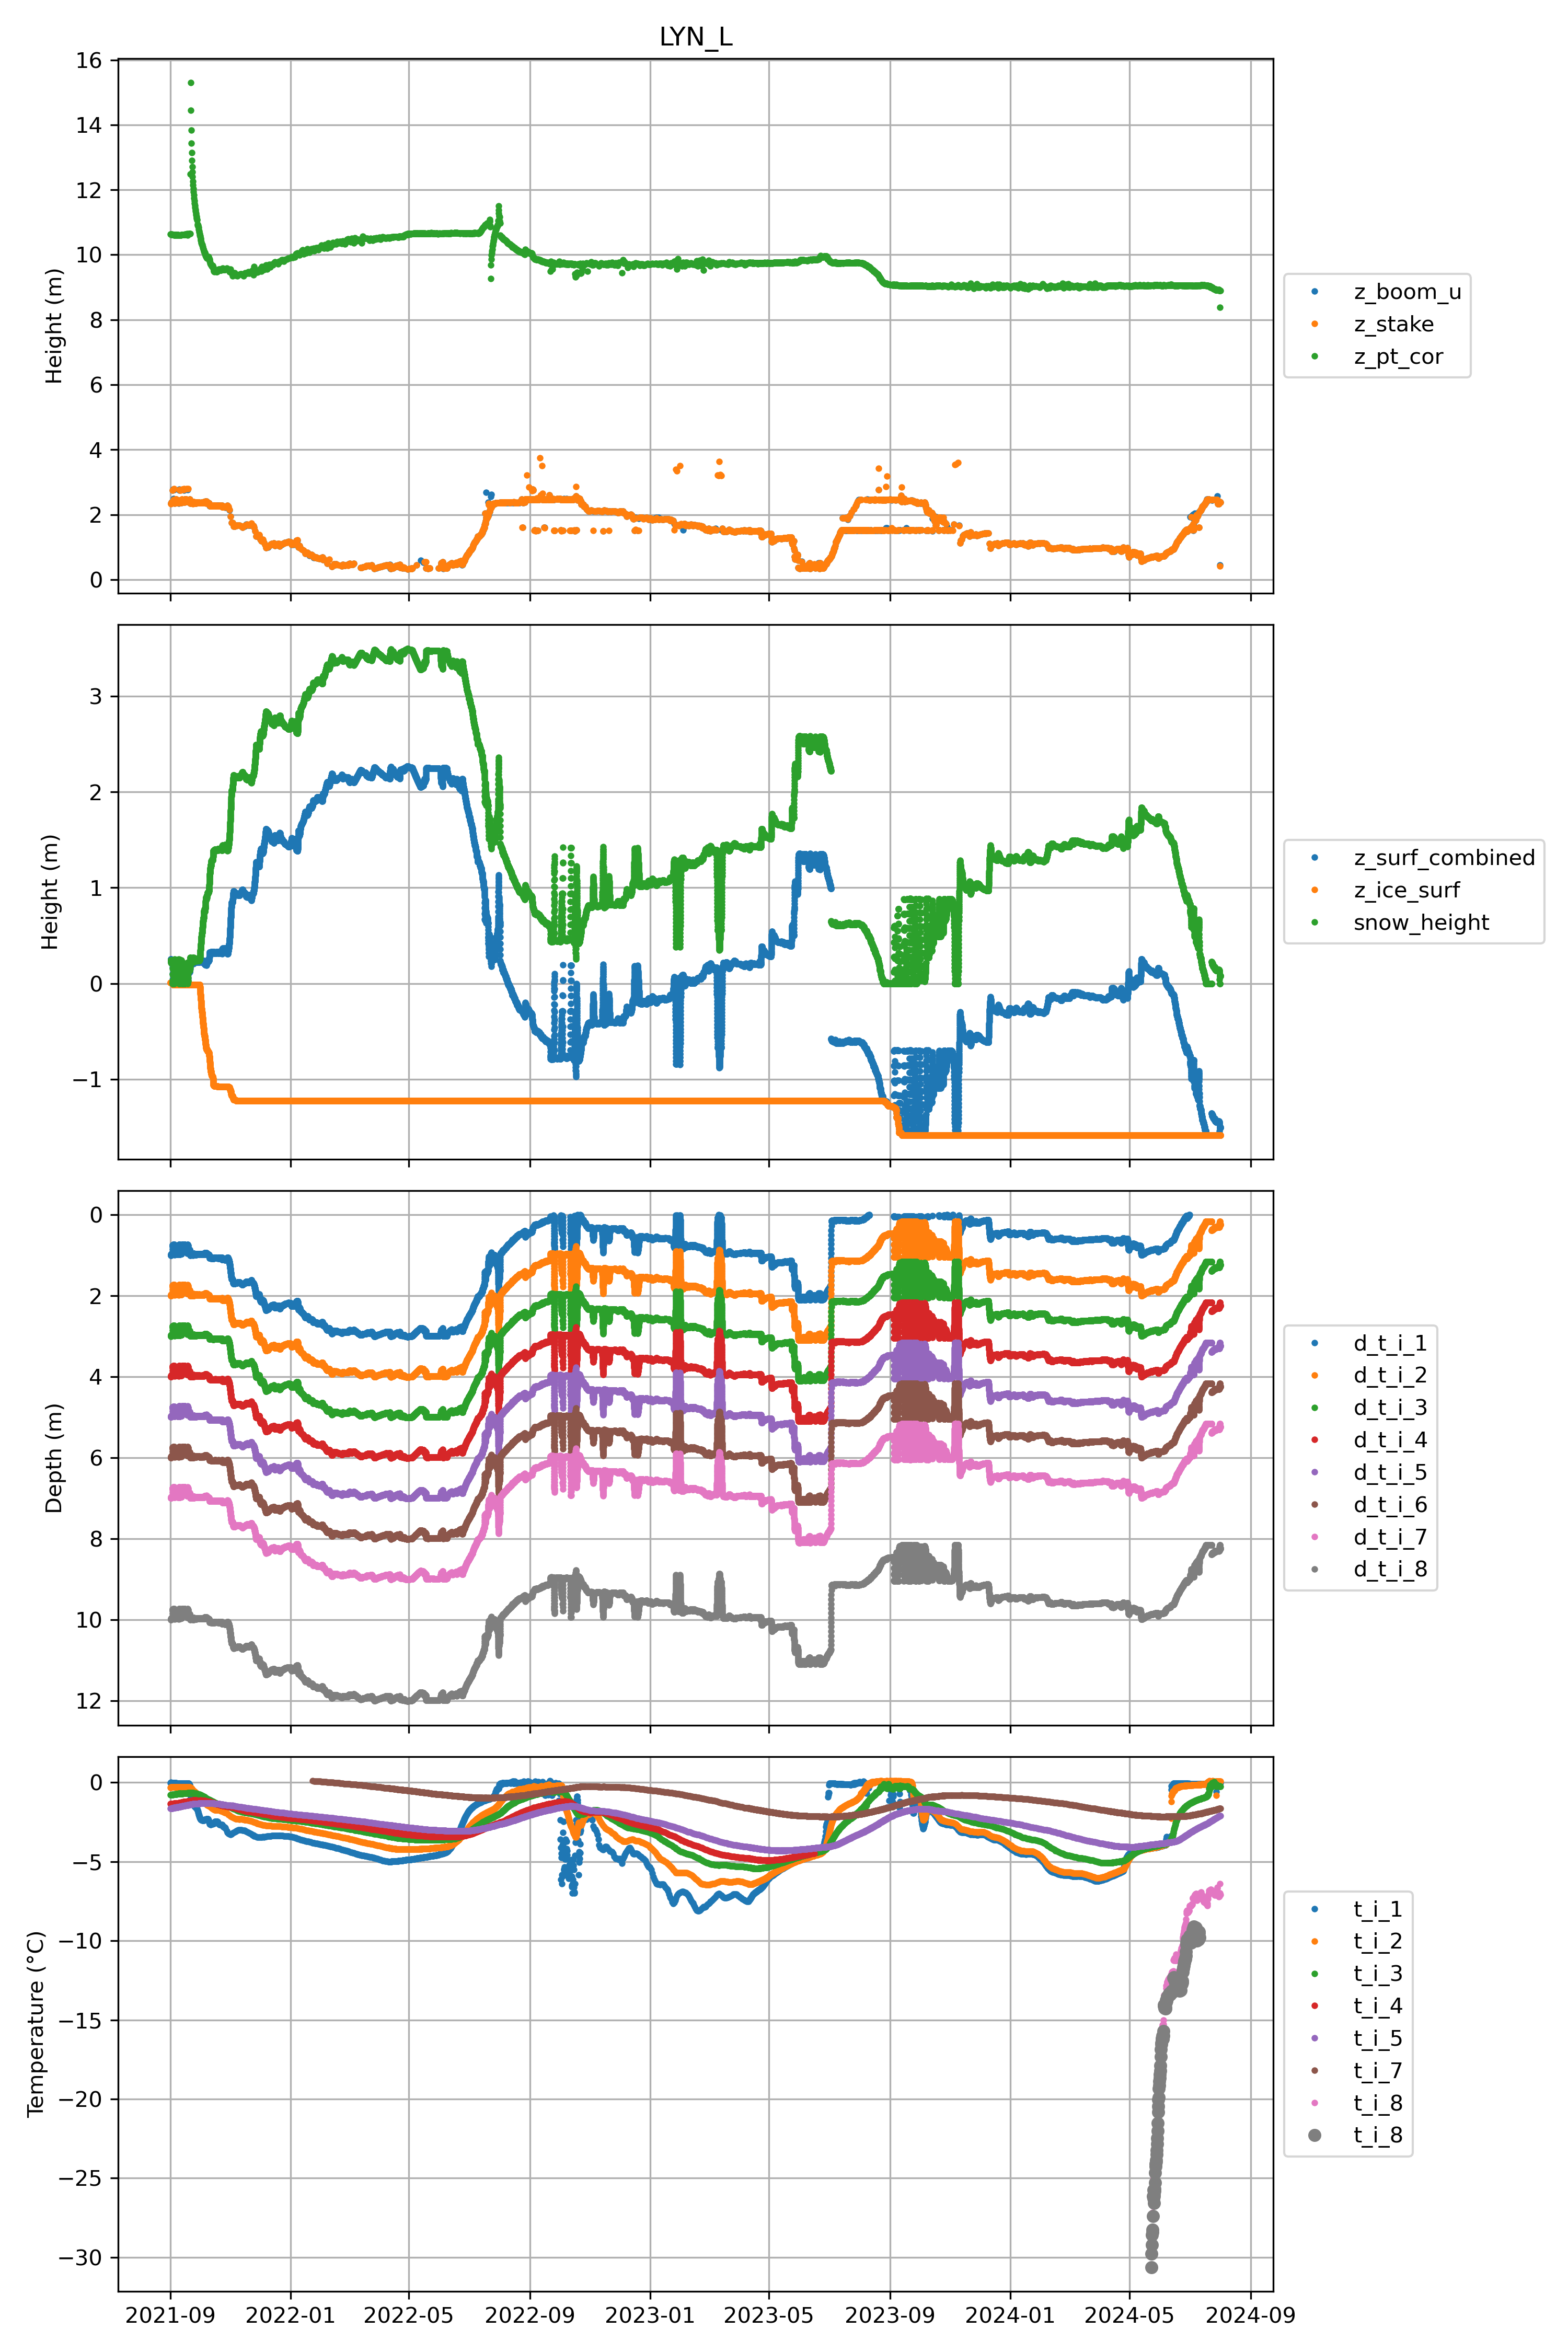 LYN_L
16
14
12
10
8
6
4
2
0
Height (m)
z_boom_u
z_stake
z_pt_cor
3
2
1
0
−1
Height (m)
z_surf_combined
z_ice_surf
snow_height
0
2
4
6
8
10
12
Depth (m)
d_t_i_1
d_t_i_2
d_t_i_3
d_t_i_4
d_t_i_5
d_t_i_6
d_t_i_7
d_t_i_8
0
−5
−10
−15
−20
−25
−30
Temperature (°C)
t_i_1
t_i_2
t_i_3
t_i_4
t_i_5
t_i_7
t_i_8
t_i_8
2021-09 2022-01 2022-05 2022-09 2023-01 2023-05 2023-09 2024-01 2024-05 2024-09